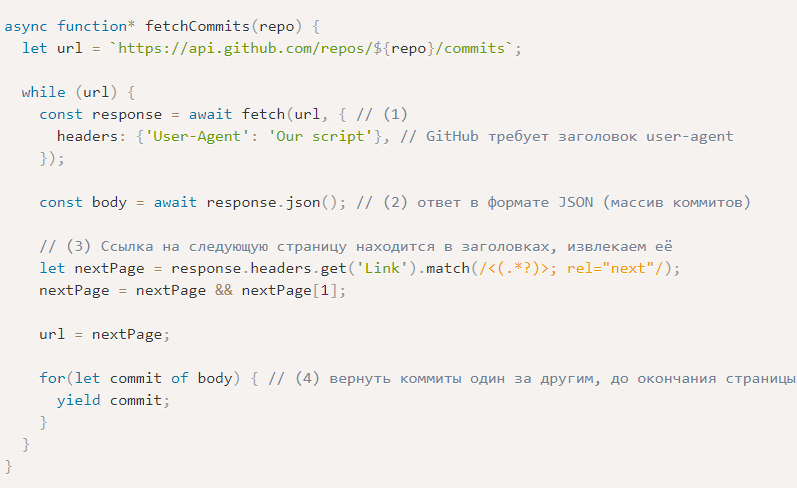 async function* fetchCommits(repo) {
  let url = `https://api.github.com/repos/${repo}/commits`;

  while (url) {
    const response = await fetch(url, { // (1)
      headers: {'User-Agent': 'Our script'}, // GitHub требует заголовок user-agent
    });

    const body = await response.json(); // (2) ответ в формате JSON (массив коммитов)

    // (3) Ссылка на следующую страницу находится в заголовках, извлекаем её
    let nextPage = response.headers.get('Link').match(/<(.*?)>; rel="next"/);
    nextPage = nextPage && nextPage[1];

    url = nextPage;

    for(let commit of body) { // (4) вернуть коммиты один за другим, до окончания страницы
      yield commit;
    }
  }
}